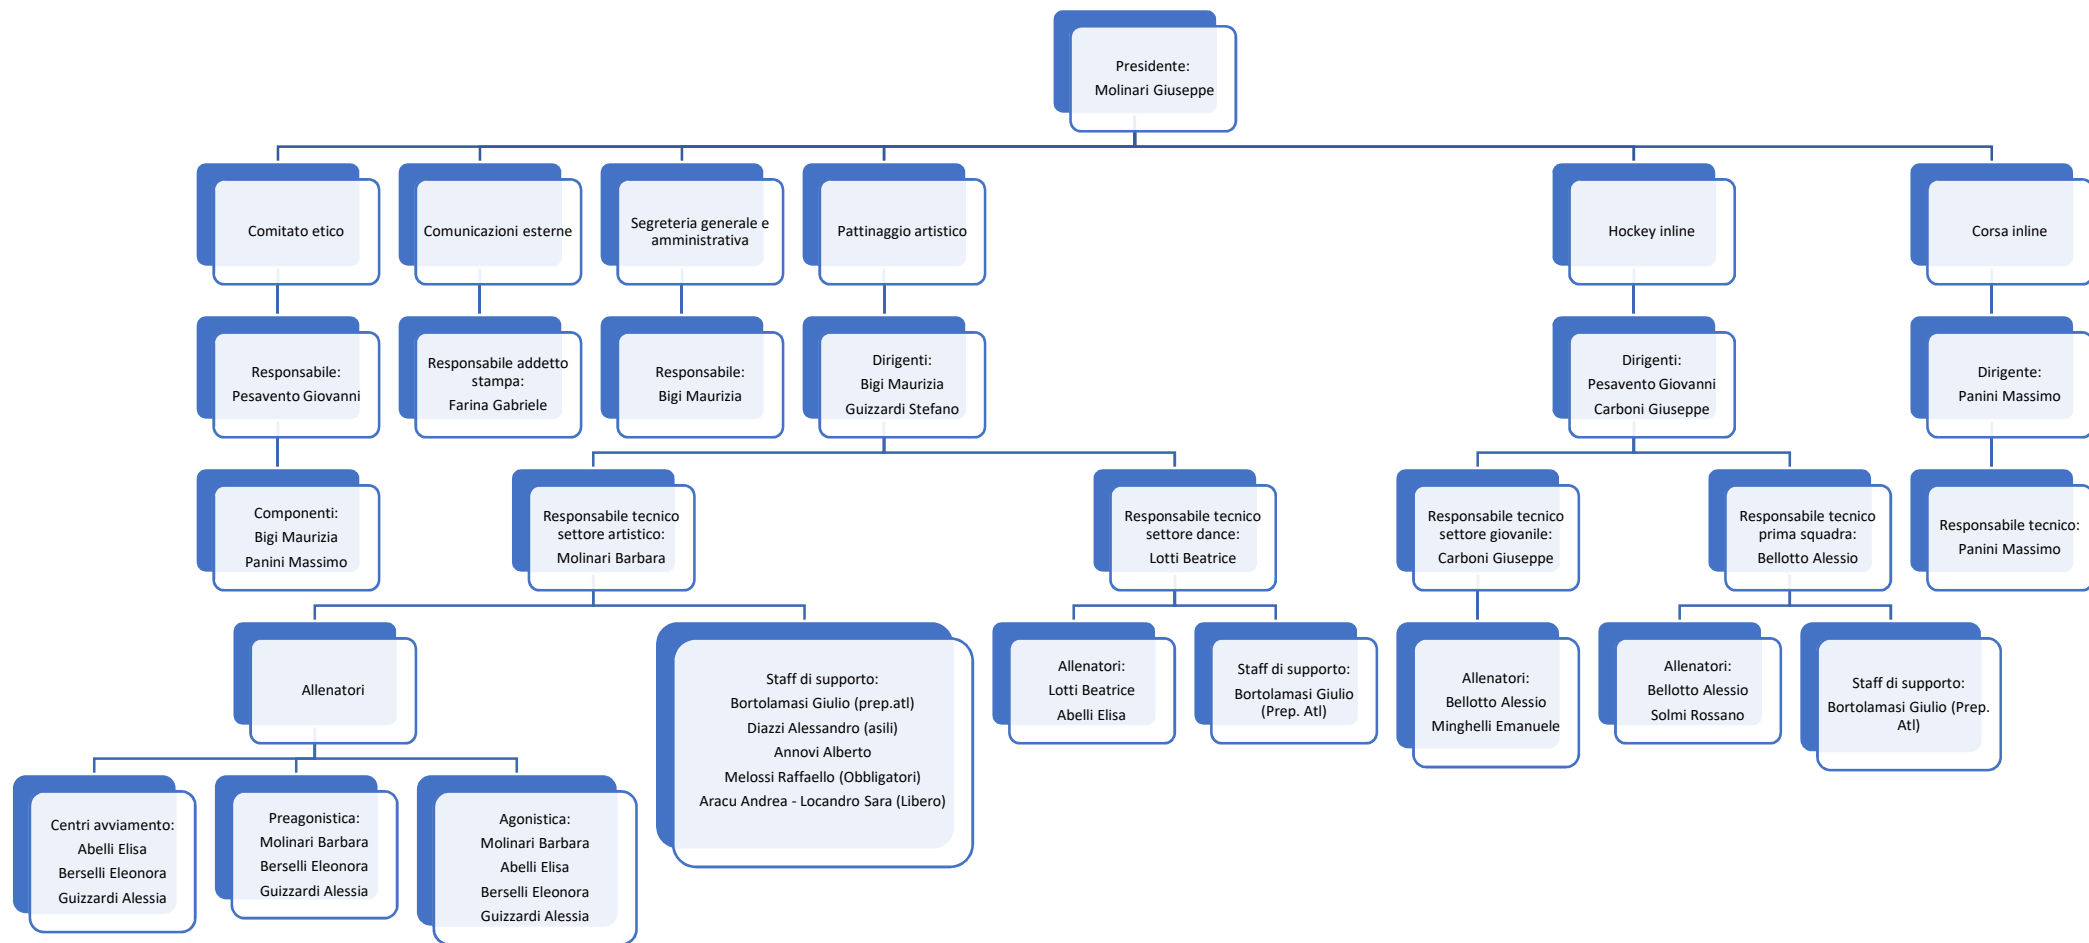 Presidente:
Molinari Giuseppe
Comitato etico
Comunicazioni esterne
Segreteria generale e
amministrativa
Pattinaggio artistico
Hockey inline
Corsa inline
Responsabile:
Pesavento Giovanni
Responsabile addetto
stampa:
Farina Gabriele
Responsabile:
Bigi Maurizia
Dirigenti:
Bigi Maurizia
Guizzardi Stefano
Dirigenti:
Pesavento Giovanni
Carboni Giuseppe
Dirigente:
Panini Massimo
Componenti:
Bigi Maurizia
Panini Massimo
Responsabile tecnico
settore artistico:
Molinari Barbara
Responsabile tecnico
settore dance:
Lotti Beatrice
Responsabile tecnico
settore giovanile:
Carboni Giuseppe
Responsabile tecnico
prima squadra:
Bellotto Alessio
Responsabile tecnico:
Panini Massimo
Allenatori
Staff di supporto:
Bortolamasi Giulio (prep.atl)
Diazzi Alessandro (asili)
Annovi Alberto
Melossi Raffaello (Obbligatori)
Aracu Andrea - Locandro Sara (Libero)
Allenatori:
Lotti Beatrice
Abelli Elisa
Staff di supporto:
Bortolamasi Giulio
(Prep. Atl)
Allenatori:
Bellotto Alessio
Minghelli Emanuele
Allenatori:
Bellotto Alessio
Solmi Rossano
Staff di supporto:
Bortolamasi Giulio (Prep.
Atl)
Centri avviamento:
Abelli Elisa
Berselli Eleonora
Guizzardi Alessia
Preagonistica:
Molinari Barbara
Berselli Eleonora
Guizzardi Alessia
Agonistica:
Molinari Barbara
Abelli Elisa
Berselli Eleonora
Guizzardi Alessia